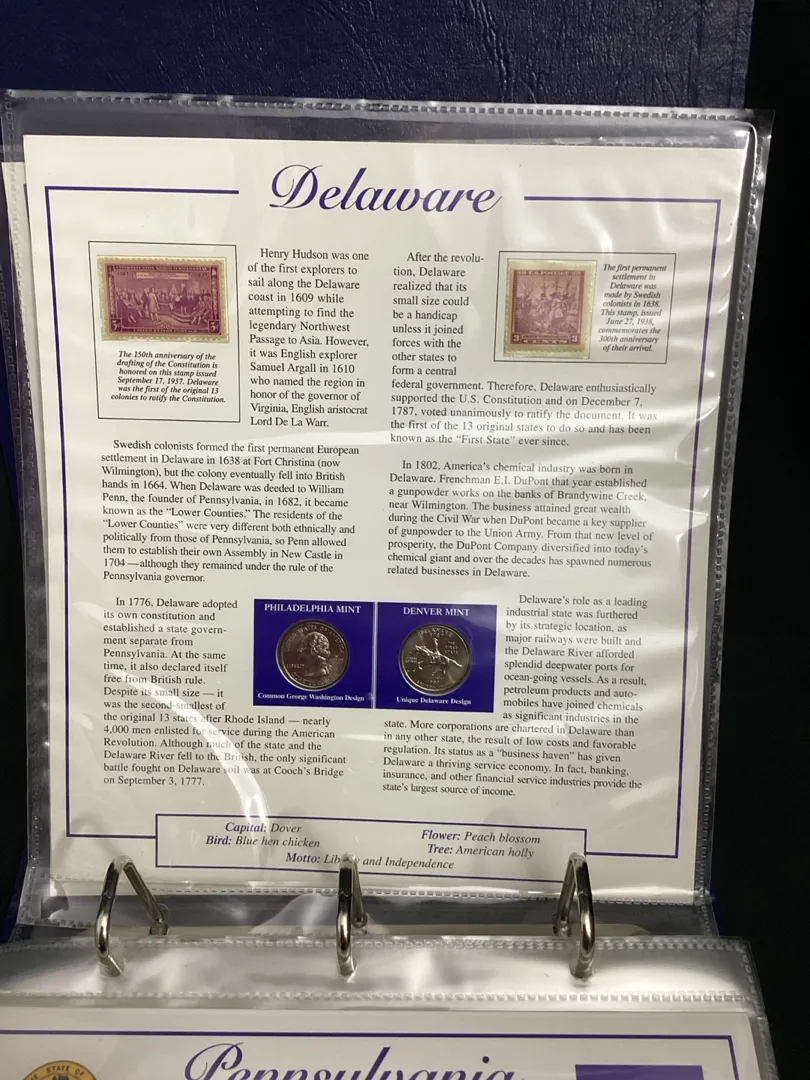 Delaware
The 150th anniversary of the
drafting of the Constitution is
honored on this stamp issued
September 17, 1937. Delaware
was the first of the original 13
colonies to ratify the Constitution.
Henry Hudson was one
of the first explorers to
sail along the Delaware
coast in 1609 while
attempting to find the
legendary Northwest
Passage to Asia. However,
it was English explorer
Samuel Argall in 1610
who named the region in
honor of the governor of
Virginia, English aristocrat
Lord De La Warr.
Swedish colonists formed the first permanent European
settlement in Delaware in 1638 at Fort Christina (now
Wilmington), but the colony eventually fell into British
hands in 1664. When Delaware was deeded to William
Penn, the founder of Pennsylvania, in 1682, it became
known as the “Lower Counties.” The residents of the
“Lower Counties” were very different both ethnically and
politically from those of Pennsylvania, so Penn allowed
them to establish their own Assembly in New Castle in
1704 — although they remained under the rule of the
Pennsylvania governor.
In 1776, Delaware adopted
its own constitution and
established a state govern-
ment separate from
Pennsylvania. At the same
time, it also declared itself
free from British rule.
Despite its small size — it
was the second-smallest of
the original 13 states after Rhode Island — nearly
4,000 men enlisted for service during the American
Revolution. Although much of the state and the
Delaware River fell to the British, the only significant
battle fought on Delaware soil was at Cooch's Bridge
on September 3, 1777.
After the revolu-
tion, Delaware
realized that its
small size could
be a handicap
unless it joined
forces with the
other states to
form a central
federal government. Therefore, Delaware enthusiastically
supported the U.S. Constitution and on December 7,
1787, voted unanimously to ratify the document. It was
the first of the 13 original states to do so and has been
known as the “First State” ever since.
The first permanent
settlement in
Delaware was
made by Swedish
colonists in 1638.
This stamp, issued
June 27, 1938,
commemorates the
300th anniversary
of their arrival.
In 1802, America's chemical industry was born in
Delaware. Frenchman E.I. DuPont that year established
a gunpowder works on the banks of Brandywine Creek,
near Wilmington. The business attained great wealth
during the Civil War when DuPont became a key supplier
of gunpowder to the Union Army. From that new level of
prosperity, the DuPont Company diversified into today's
chemical giant and over the decades has spawned numerous
related businesses in Delaware.
PHILADELPHIA MINT
Common George Washington Design
DENVER MINT
Unique Delaware Design
Delaware's role as a leading
industrial state was furthered
by its strategic location, as
major railways were built and
the Delaware River afforded
splendid deepwater ports for
ocean-going vessels. As a result,
petroleum products and auto-
mobiles have joined chemicals
as significant industries in the
state. More corporations are chartered in Delaware than
in any other state, the result of low costs and favorable
regulation. Its status as a “business haven” has given
Delaware a thriving service economy. In fact, banking,
insurance, and other financial service industries provide the
state's largest source of income.
Capital: Dover
Bird: Blue hen chicken
Flower: Peach blossom
Tree: American holly
Motto: Liberty and Independence
STATE OF
Pennsylvania